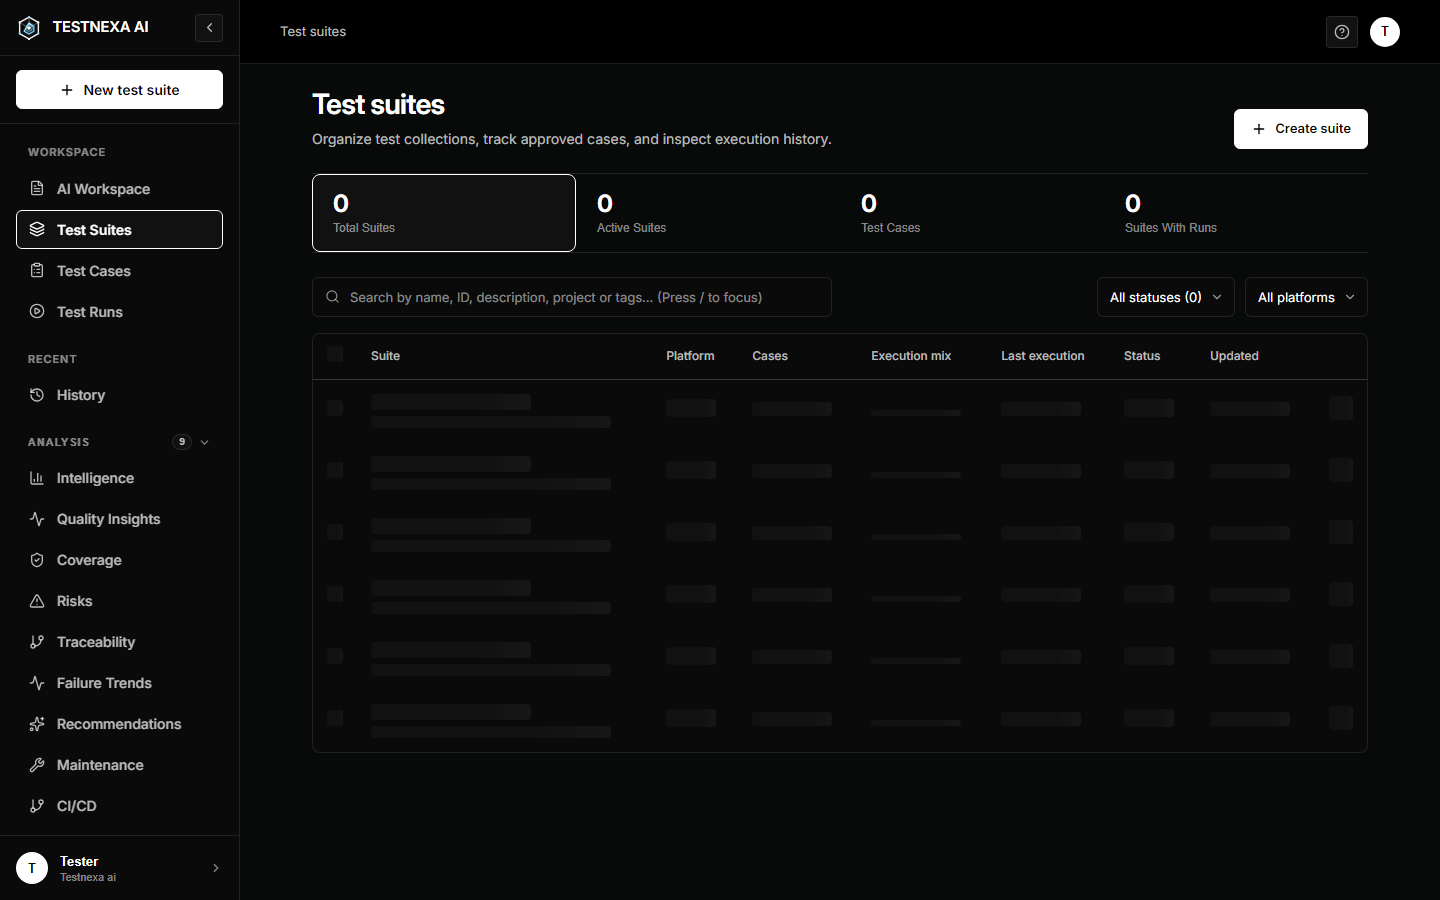 TESTNEXA AI
New test suite
WORKSPACE
AI Workspace
Test Suites
Test Cases
Test Runs
RECENT
History
ANALYSIS 9
Intelligence
Quality Insights
Coverage
Risks
Traceability
Failure Trends
Recommendations
Maintenance
CI/CD
T
Tester
Testnexa ai
Test suites
T
Test suites
Organize test collections, track approved cases, and inspect execution history.
Create suite
0
Total Suites
0
Active Suites
0
Test Cases
0
Suites With Runs
Search by name, ID, description, project or tags... (Press / to focus)
All statuses (0)
All platforms
Suite Platform Cases Execution mix Last execution Status Updated